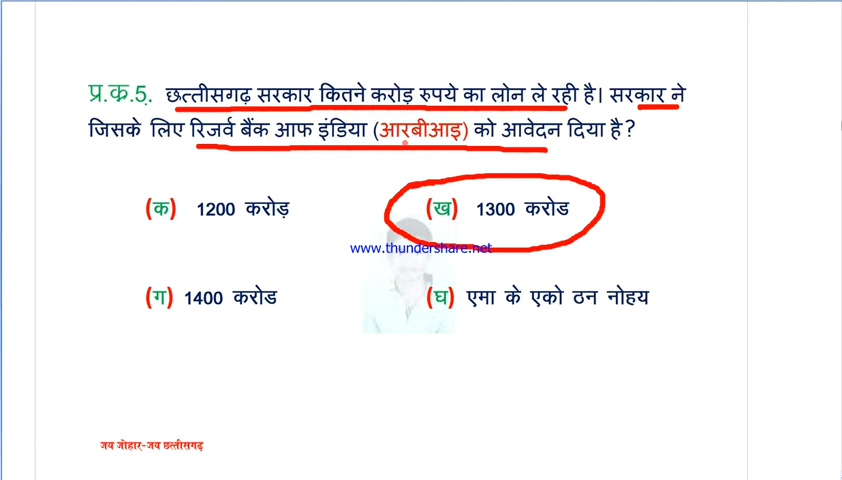 प्र.क्र.5. छत्तीसगढ़ सरकार कितने करोड़ रुपये का लोन ले रही है। सरकार ने
जिसके लिए रिजर्व बैंक आफ इंडिया (आरबीआइ) को आवेदन दिया है?
(क) 1200 करोड़
(ख) 1300 करोड
www.thundershare.net
(ग) 1400 करोड
(घ) एमा के एको ठन नोहय
जय जोहार-जय छत्तीसगढ़